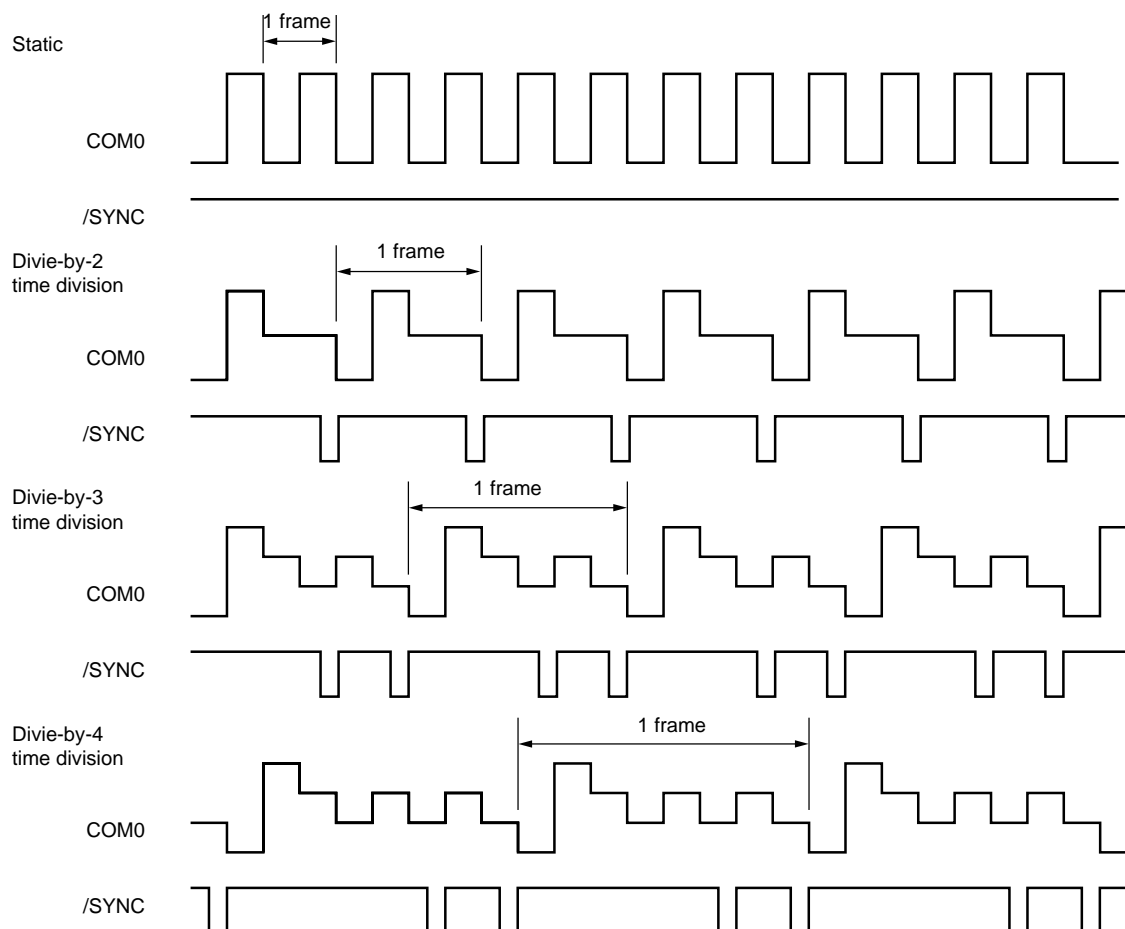 1 frame
Static
COM0
/SYNC
1 frame
Divie-by-2
time division
COM0
/SYNC
1 frame
Divie-by-3
time division
COM0
/SYNC
1 frame
Divie-by-4
time division
COM0
/SYNC